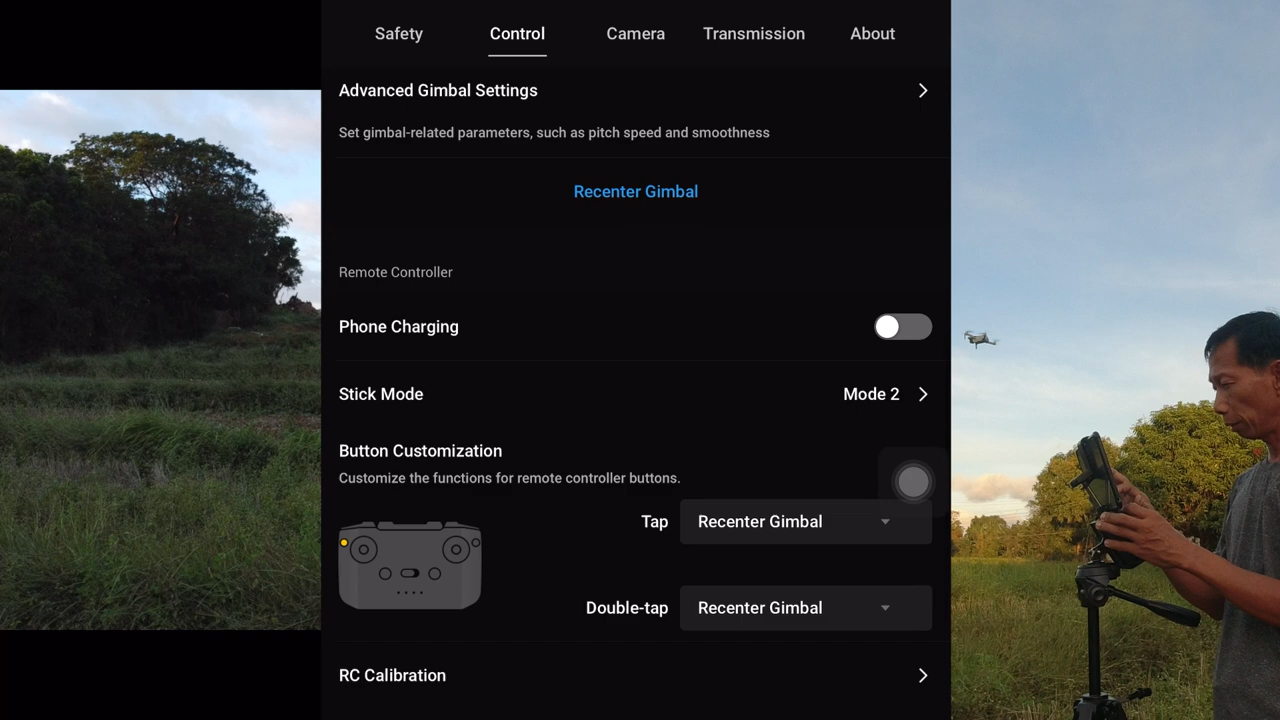 Safety Control Camera Transmission About
Advanced Gimbal Settings
Set gimbal-related parameters, such as pitch speed and smoothness
Recenter Gimbal
Remote Controller
Phone Charging
Stick Mode Mode 2
Button Customization
Customize the functions for remote controller buttons.
Tap Recenter Gimbal
Double-tap Recenter Gimbal
RC Calibration